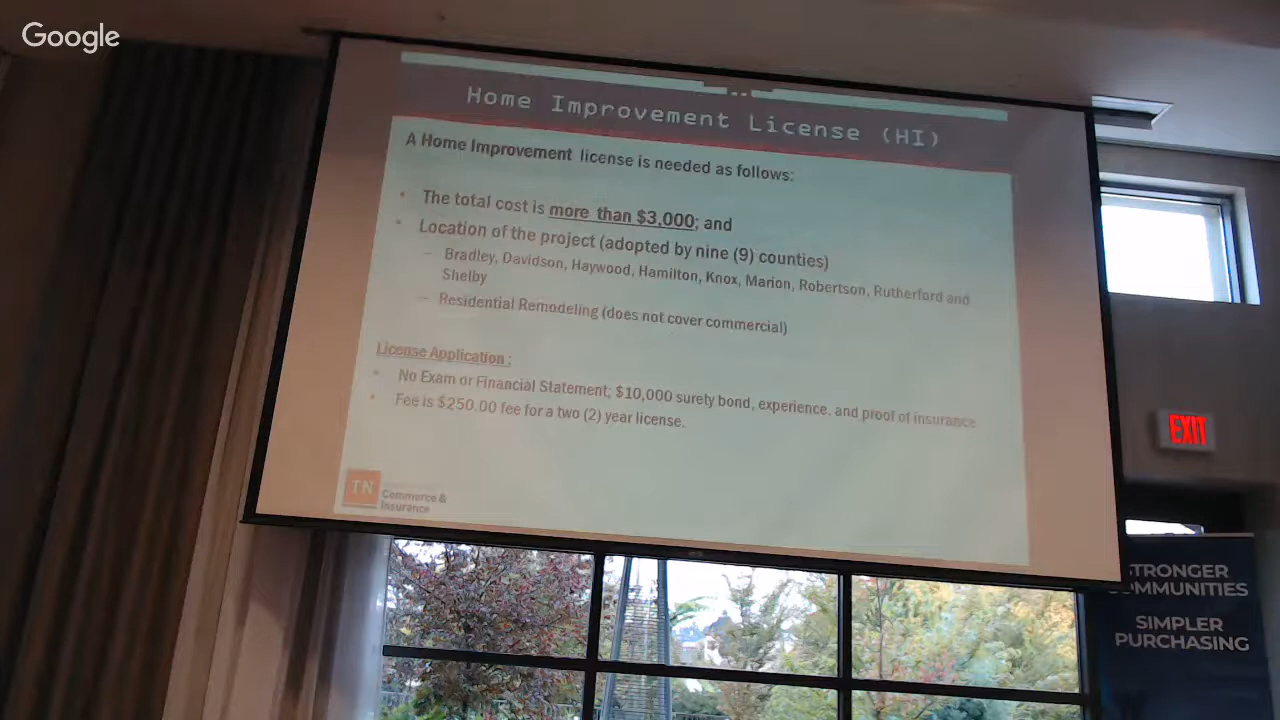 Google
Home Improvement License (HI)
A Home Improvement license is needed as follows:
• The total cost is more than $3,000; and
• Location of the project (adopted by nine (9) counties)
– Bradley, Davidson, Haywood, Hamilton, Knox, Marion, Robertson, Rutherford and
Shelby
– Residential Remodeling (does not cover commercial)
License Application :
• No Exam or Financial Statement; $10,000 surety bond, experience, and proof of insurance
• Fee is $250.00 fee for a two (2) year license.
TN
Commerce &
Insurance
EXIT
STRONGER
COMMUNITIES
SIMPLER
PURCHASING